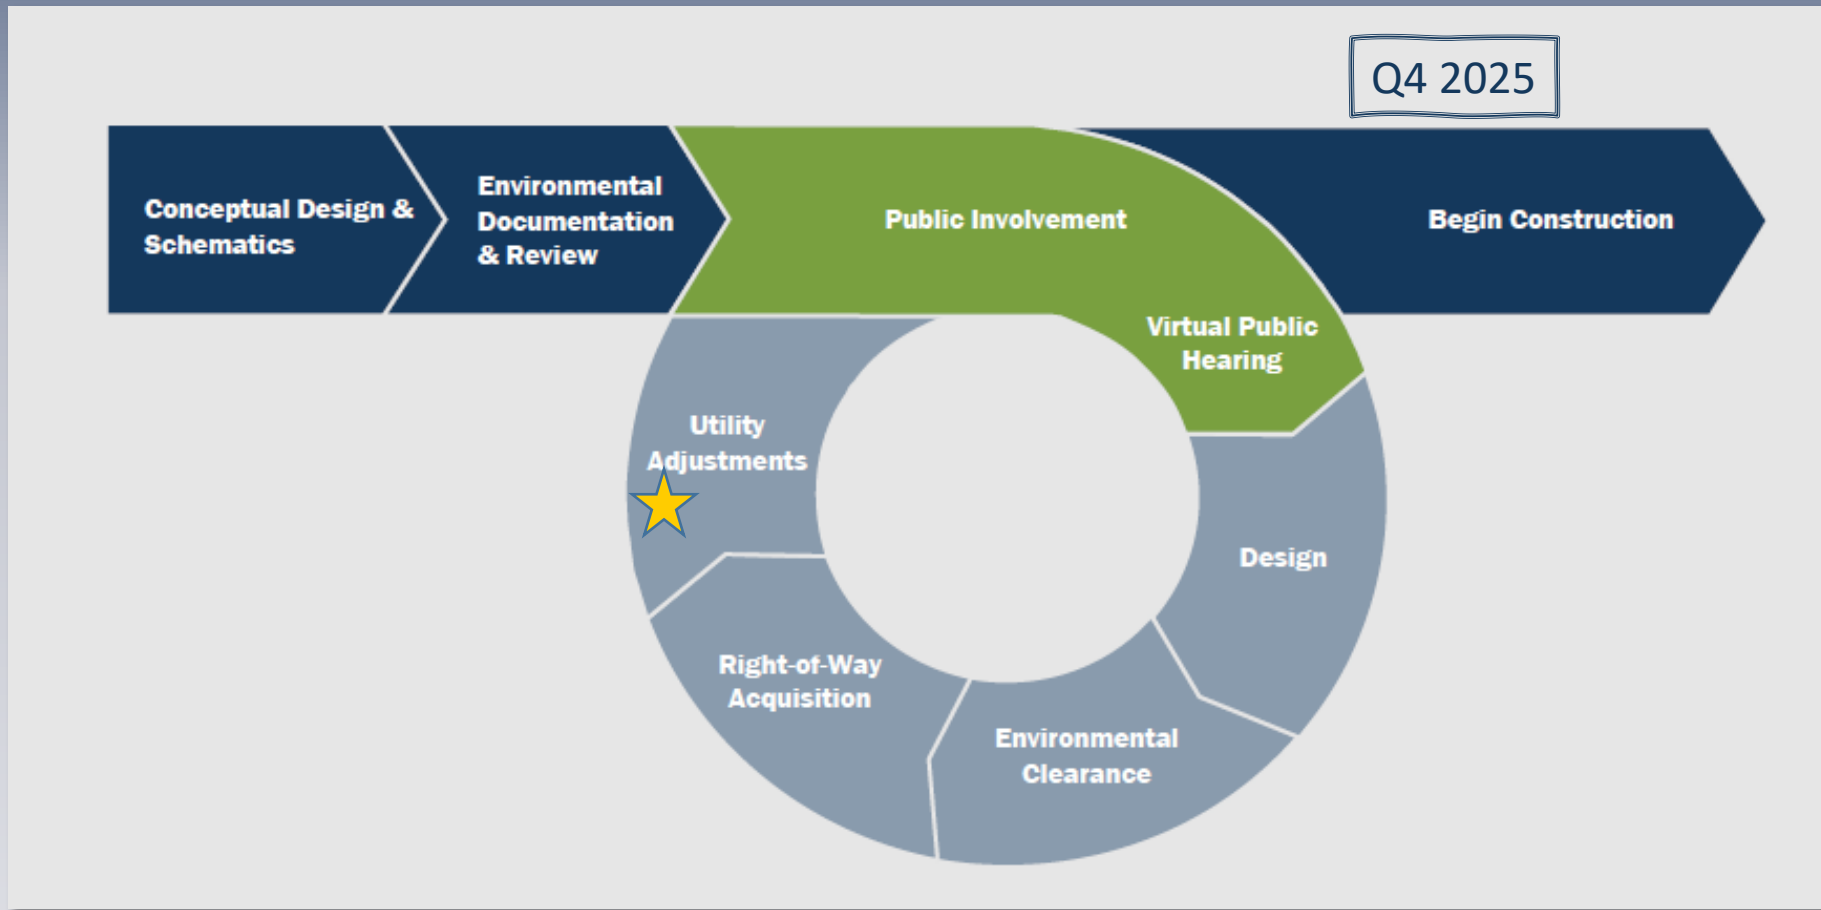 Q4 2025
Conceptual Design &
Schematics
Environmental
Documentation
& Review
Public Involvement
Begin Construction
Virtual Public
Hearing
Utility
Adjustments
Design
Right-of-Way
Acquisition
Environmental
Clearance